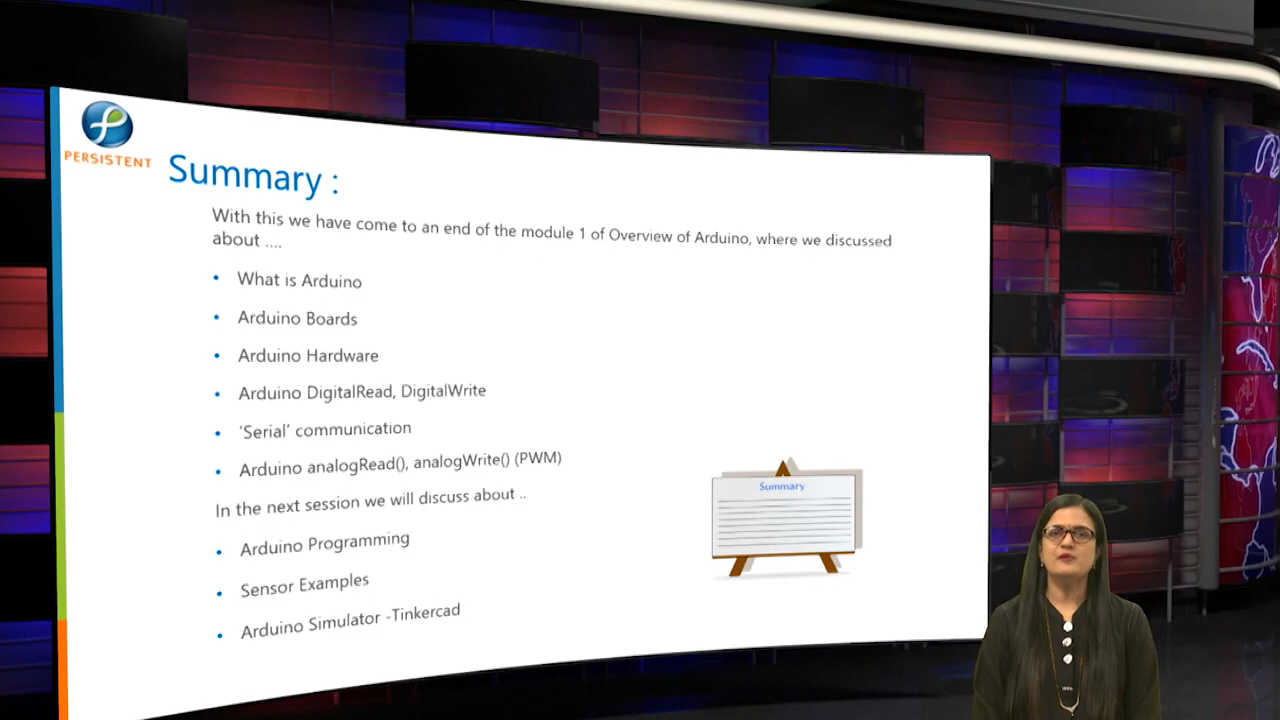 PERSISTENT
Summary :
With this we have come to an end of the module 1 of Overview of Arduino, where we discussed
about ....
• What is Arduino
• Arduino Boards
• Arduino Hardware
• Arduino DigitalRead, DigitalWrite
• ‘Serial’ communication
• Arduino analogRead(), analogWrite() (PWM)
In the next session we will discuss about ..
• Arduino Programming
• Sensor Examples
• Arduino Simulator -Tinkercad
Summary